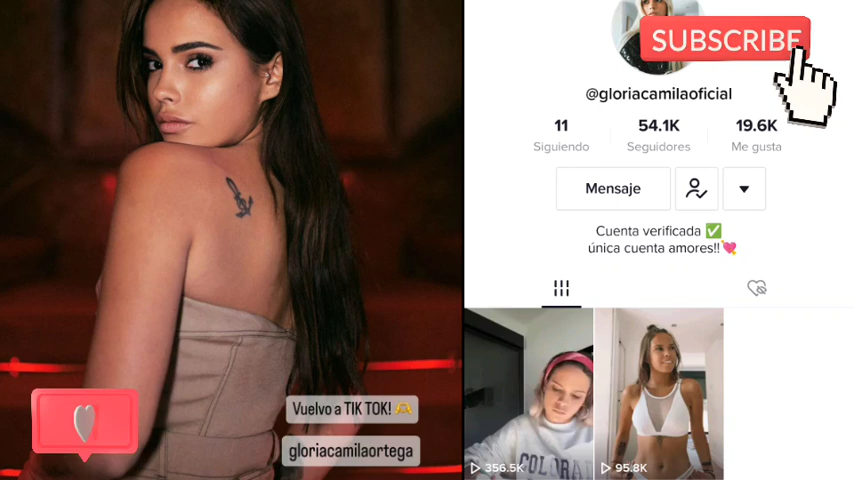 Vuelvo a TIK TOK! 🫶
gloriacamilaortega
SUBSCRIBE
@gloriacamilaoficial
11 54.1K 19.6K
Siguiendo Seguidores Me gusta
Mensaje
Cuenta verificada ✅
única cuenta amores!!💘
COLORA
356.5K 95.8K